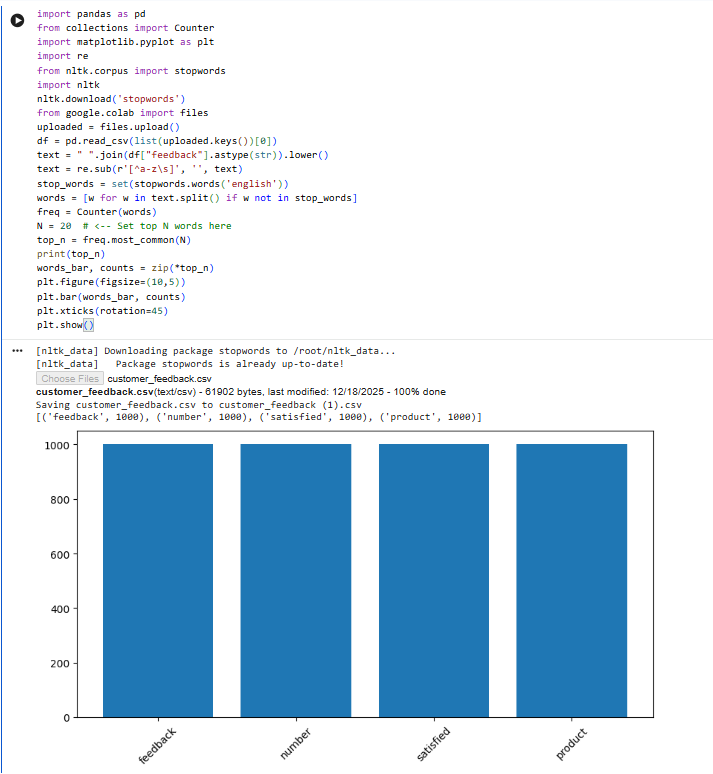 import pandas as pd
from collections import Counter
import matplotlib.pyplot as plt
import re
from nltk.corpus import stopwords
import nltk
nltk.download('stopwords')
from google.colab import files
uploaded = files.upload()
df = pd.read_csv(list(uploaded.keys())[0])
text = " ".join(df["feedback"].astype(str)).lower()
text = re.sub(r'[^a-z\s]', '', text)
stop_words = set(stopwords.words('english'))
words = [w for w in text.split() if w not in stop_words]
freq = Counter(words)
N = 20  # <-- Set top N words here
top_n = freq.most_common(N)
print(top_n)
words_bar, counts = zip(*top_n)
plt.figure(figsize=(10,5))
plt.bar(words_bar, counts)
plt.xticks(rotation=45)
plt.show()
[nltk_data] Downloading package stopwords to /root/nltk_data...
[nltk_data]   Package stopwords is already up-to-date!
Choose Files customer_feedback.csv
customer_feedback.csv(text/csv) - 61902 bytes, last modified: 12/18/2025 - 100% done
Saving customer_feedback.csv to customer_feedback (1).csv
[('feedback', 1000), ('number', 1000), ('satisfied', 1000), ('product', 1000)]
1000
800
600
400
200
0
feedback number satisfied product